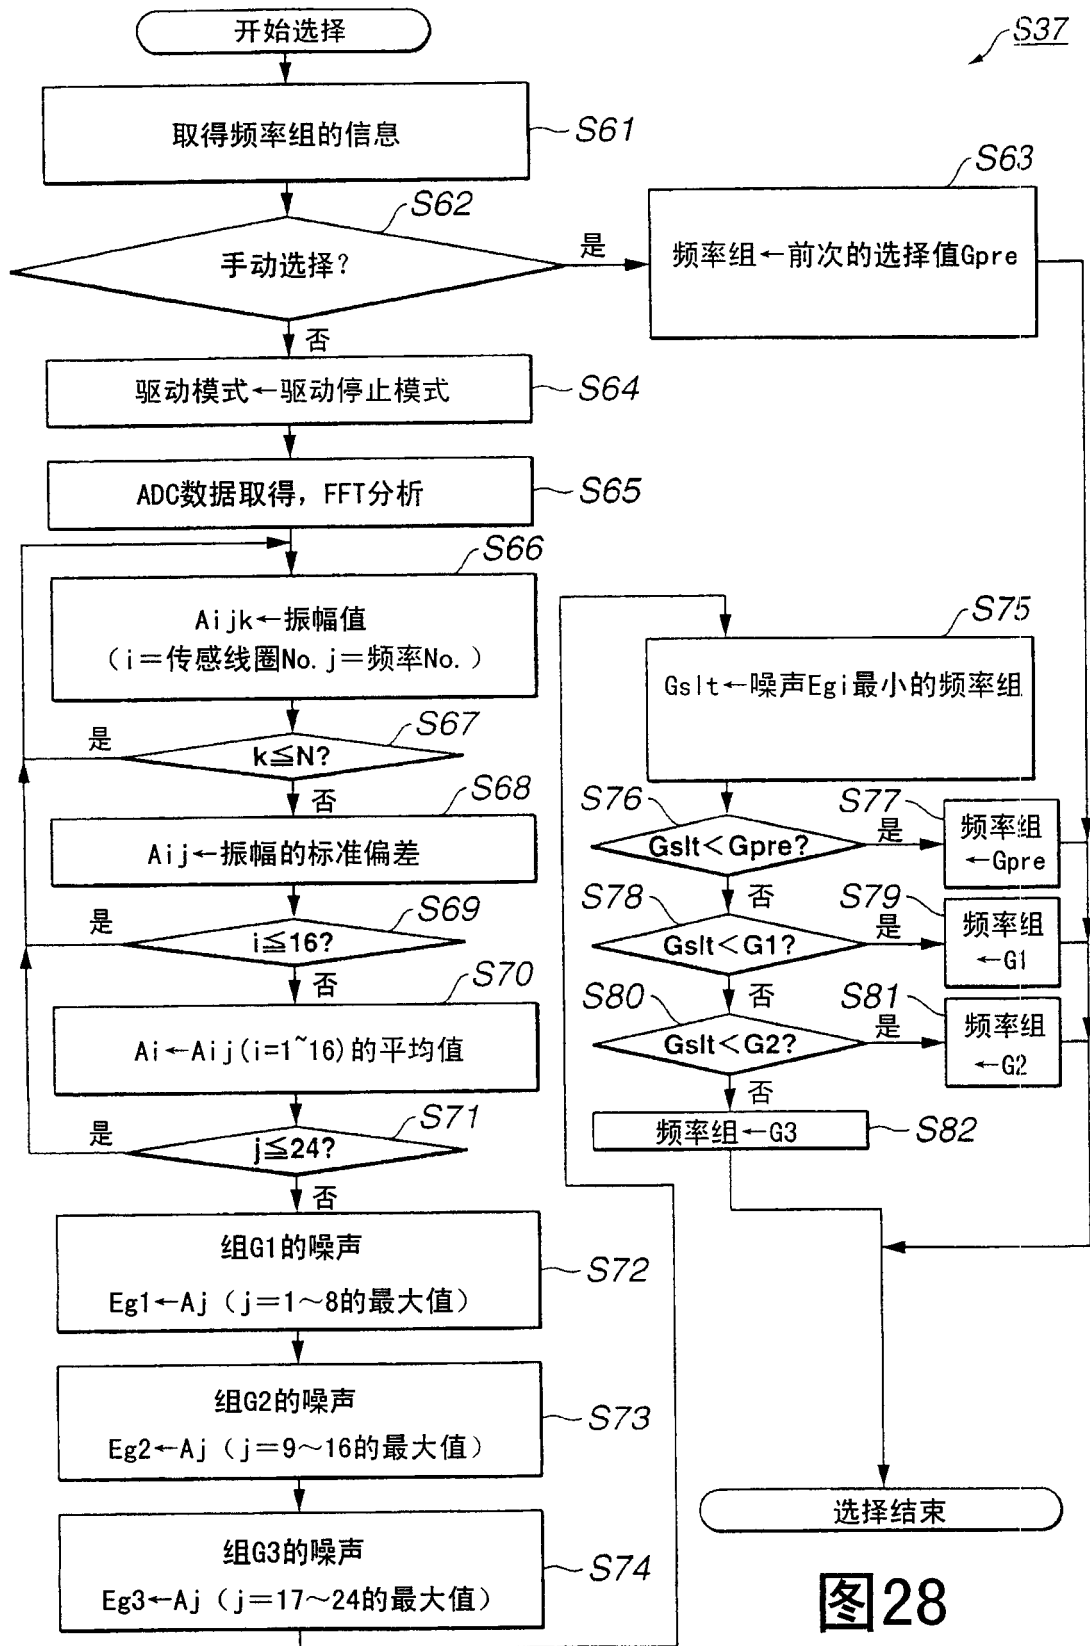 开始选择
S37
取得频率组的信息
S61
S62
手动选择？
是
S63
频率组←前次的选择值Gpre
否
驱动模式←驱动停止模式
S64
ADC数据取得，FFT分析
S65
S66
Aijk←振幅值
（i＝传感线圈No. j＝频率No.）
S67
k≦N?
是
否
S68
Aij←振幅的标准偏差
S69
i≦16?
是
否
S70
Ai←Aij(i=1~16)的平均值
S71
j≦24?
是
否
组G1的噪声
Eg1←Aj（j＝1～8的最大值）
S72
组G2的噪声
Eg2←Aj（j＝9～16的最大值）
S73
组G3的噪声
Eg3←Aj（j＝17～24的最大值）
S74
S75
Gslt←噪声Egi最小的频率组
S76
Gslt＜Gpre?
是
S77
频率组
←Gpre
否
S78
Gslt＜G1?
是
S79
频率组
←G1
否
S80
Gslt＜G2?
是
S81
频率组
←G2
否
频率组←G3
S82
选择结束
图28